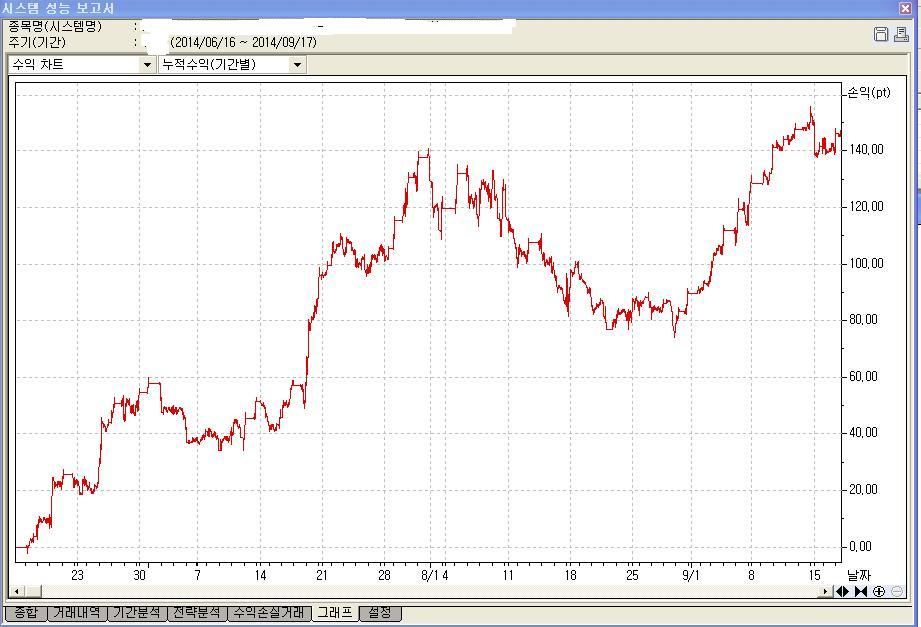 시스템 성능 보고서
종목명(시스템명) :
주기(기간) : (2014/06/16 ~ 2014/09/17)
수익 차트 누적수익(기간별)
손익(pt)
140,00
120,00
100,00
80,00
60,00
40,00
20,00
0,00
23 30 7 14 21 28 8/1 4 11 18 25 9/1 8 15 날짜
종합 거래내역 기간분석 전략분석 수익손실거래 그래프 설정